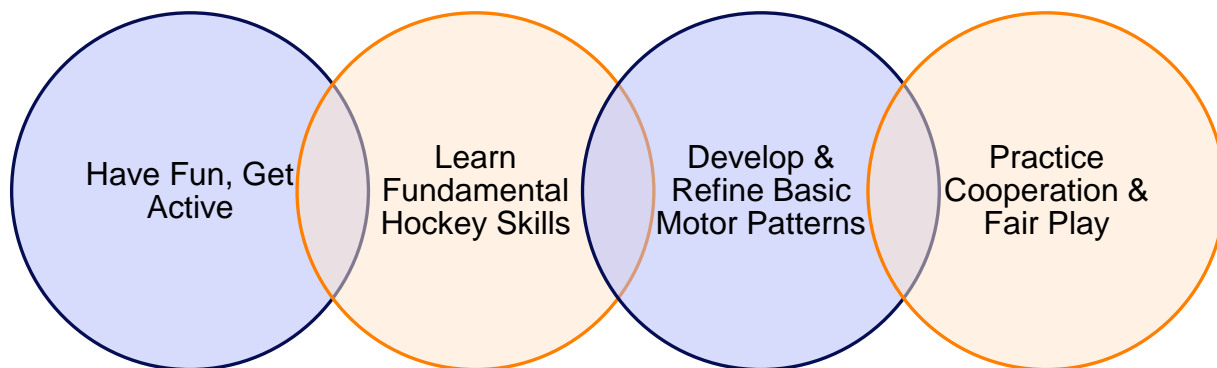 Have Fun, Get
Active
Learn
Fundamental
Hockey Skills
Develop &
Refine Basic
Motor Patterns
Practice
Cooperation &
Fair Play